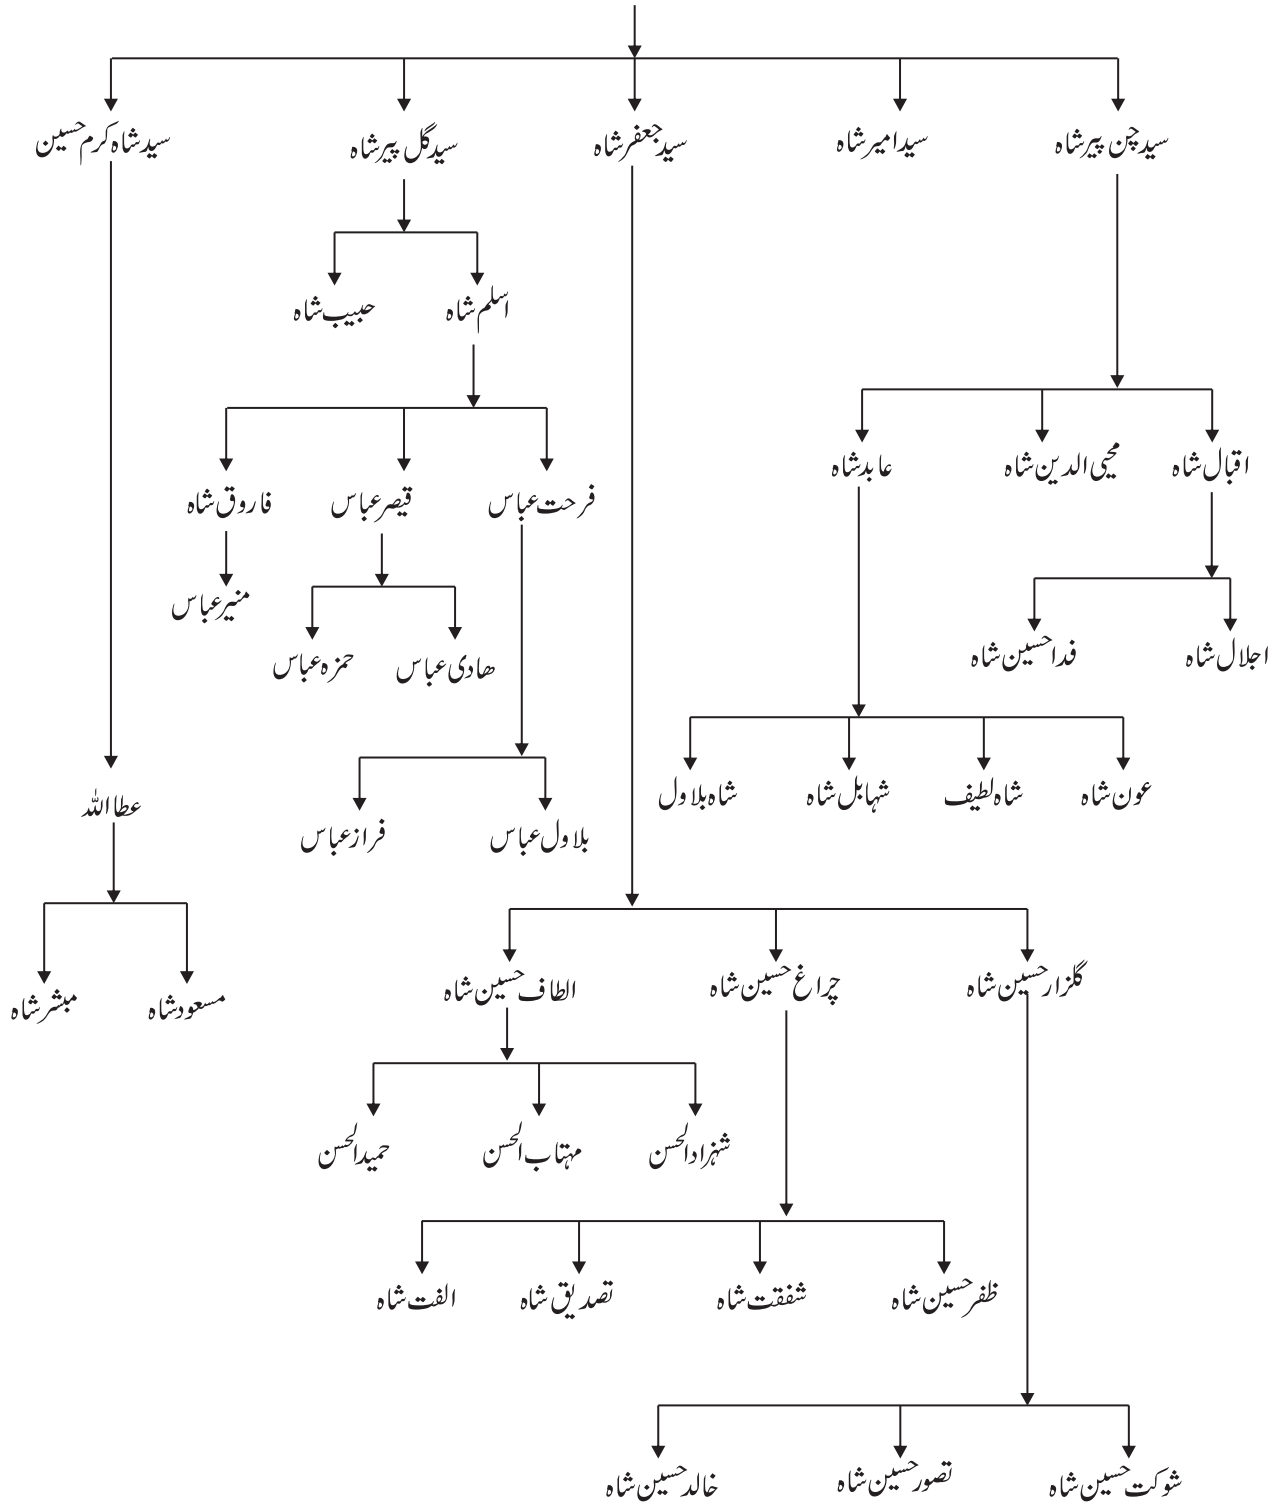 سید چن پیر شاہ
سید امیر شاہ
سید جعفر شاہ
سید گل پیر شاہ
سید شاہ کرم حسین
اسلم شاہ
حبیب شاہ
اقبال شاہ
محیی الدین شاہ
عابد شاہ
فرحت عباس
قیصر عباس
فاروق شاہ
منیر عباس
اجلال شاہ
فدا حسین شاہ
ھادی عباس
حمزہ عباس
عون شاہ
شاہ لطیف
شہابل شاہ
شاہ بلاول
عطا اللہ
بلاول عباس
فراز عباس
گلزار حسین شاہ
چراغ حسین شاہ
الطاف حسین شاہ
مسعود شاہ
مبشر شاہ
شہزاد الحسن
مہتاب الحسن
حمید الحسن
ظفر حسین شاہ
شفقت شاہ
تصدیق شاہ
الفت شاہ
شوکت حسین شاہ
تصور حسین شاہ
خالد حسین شاہ